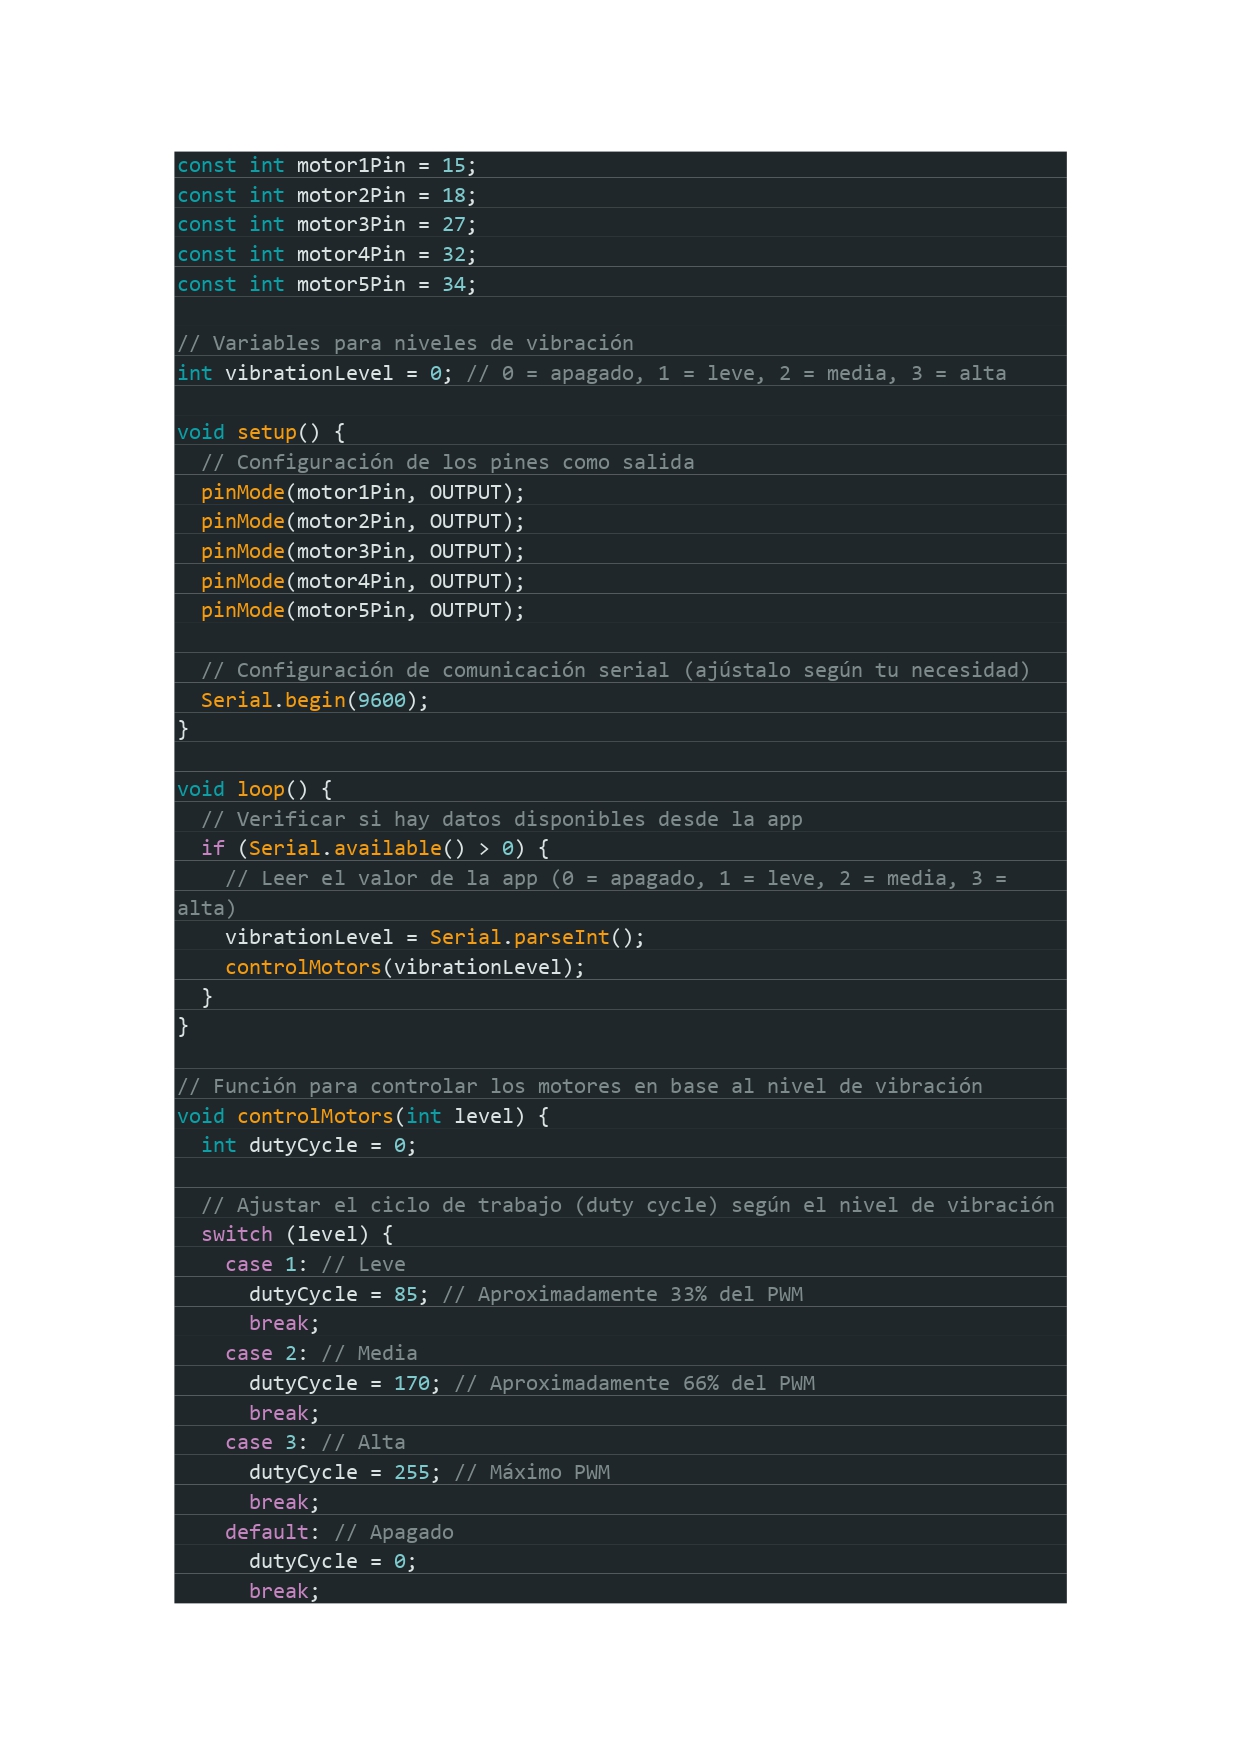 const int motor1Pin = 15;
const int motor2Pin = 18;
const int motor3Pin = 27;
const int motor4Pin = 32;
const int motor5Pin = 34;

// Variables para niveles de vibración
int vibrationLevel = 0; // 0 = apagado, 1 = leve, 2 = media, 3 = alta

void setup() {
  // Configuración de los pines como salida
  pinMode(motor1Pin, OUTPUT);
  pinMode(motor2Pin, OUTPUT);
  pinMode(motor3Pin, OUTPUT);
  pinMode(motor4Pin, OUTPUT);
  pinMode(motor5Pin, OUTPUT);

  // Configuración de comunicación serial (ajústalo según tu necesidad)
  Serial.begin(9600);
}

void loop() {
  // Verificar si hay datos disponibles desde la app
  if (Serial.available() > 0) {
    // Leer el valor de la app (0 = apagado, 1 = leve, 2 = media, 3 =
alta)
    vibrationLevel = Serial.parseInt();
    controlMotors(vibrationLevel);
  }
}

// Función para controlar los motores en base al nivel de vibración
void controlMotors(int level) {
  int dutyCycle = 0;

  // Ajustar el ciclo de trabajo (duty cycle) según el nivel de vibración
  switch (level) {
    case 1: // Leve
      dutyCycle = 85; // Aproximadamente 33% del PWM
      break;
    case 2: // Media
      dutyCycle = 170; // Aproximadamente 66% del PWM
      break;
    case 3: // Alta
      dutyCycle = 255; // Máximo PWM
      break;
    default: // Apagado
      dutyCycle = 0;
      break;